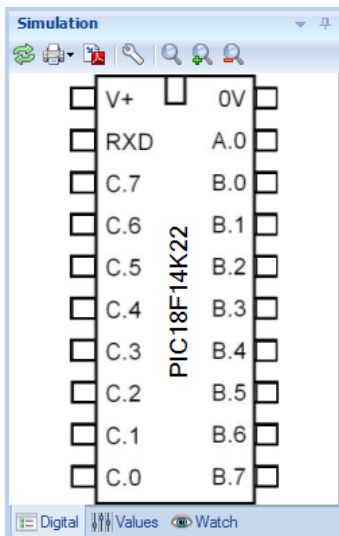 Simulation
V+ 0V
RXD A.0
C.7 B.0
C.6 B.1
C.5 B.2
C.4 B.3
C.3 B.4
C.2 B.5
C.1 B.6
C.0 B.7
PIC18F14K22
Digital Values Watch